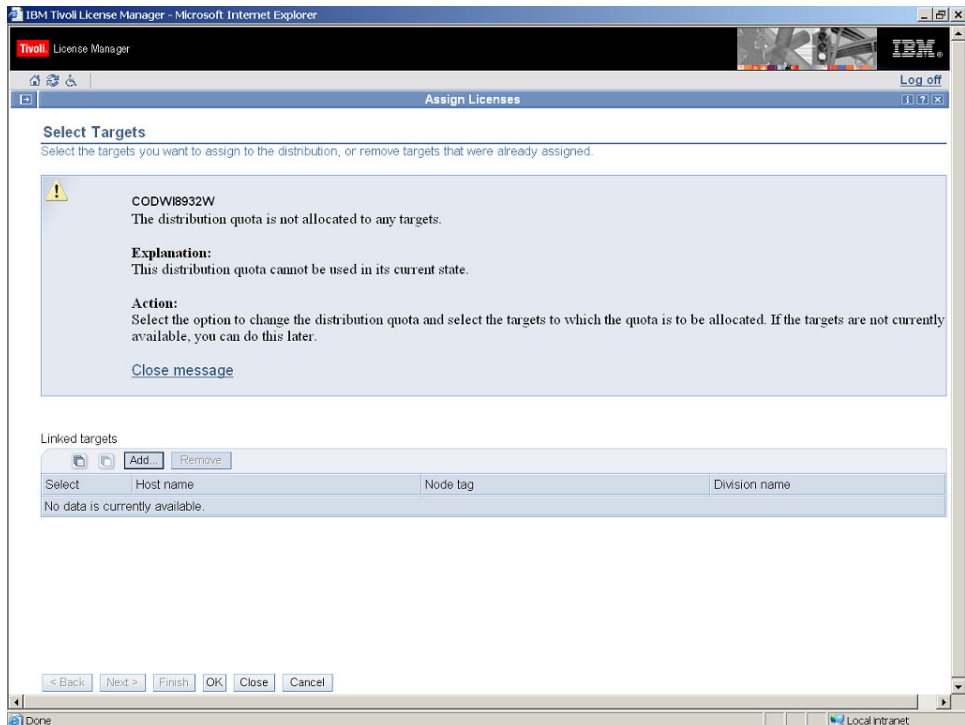 IBM Tivoli License Manager - Microsoft Internet Explorer
Tivoli. License Manager
IBM.
Log off
Assign Licenses
Select Targets
Select the targets you want to assign to the distribution, or remove targets that were already assigned.
CODWI8932W
The distribution quota is not allocated to any targets.
Explanation:
This distribution quota cannot be used in its current state.
Action:
Select the option to change the distribution quota and select the targets to which the quota is to be allocated. If the targets are not currently
available, you can do this later.
Close message
Linked targets
Add... Remove
Select Host name Node tag Division name
No data is currently available.
< Back Next > Finish OK Close Cancel
Done Local intranet